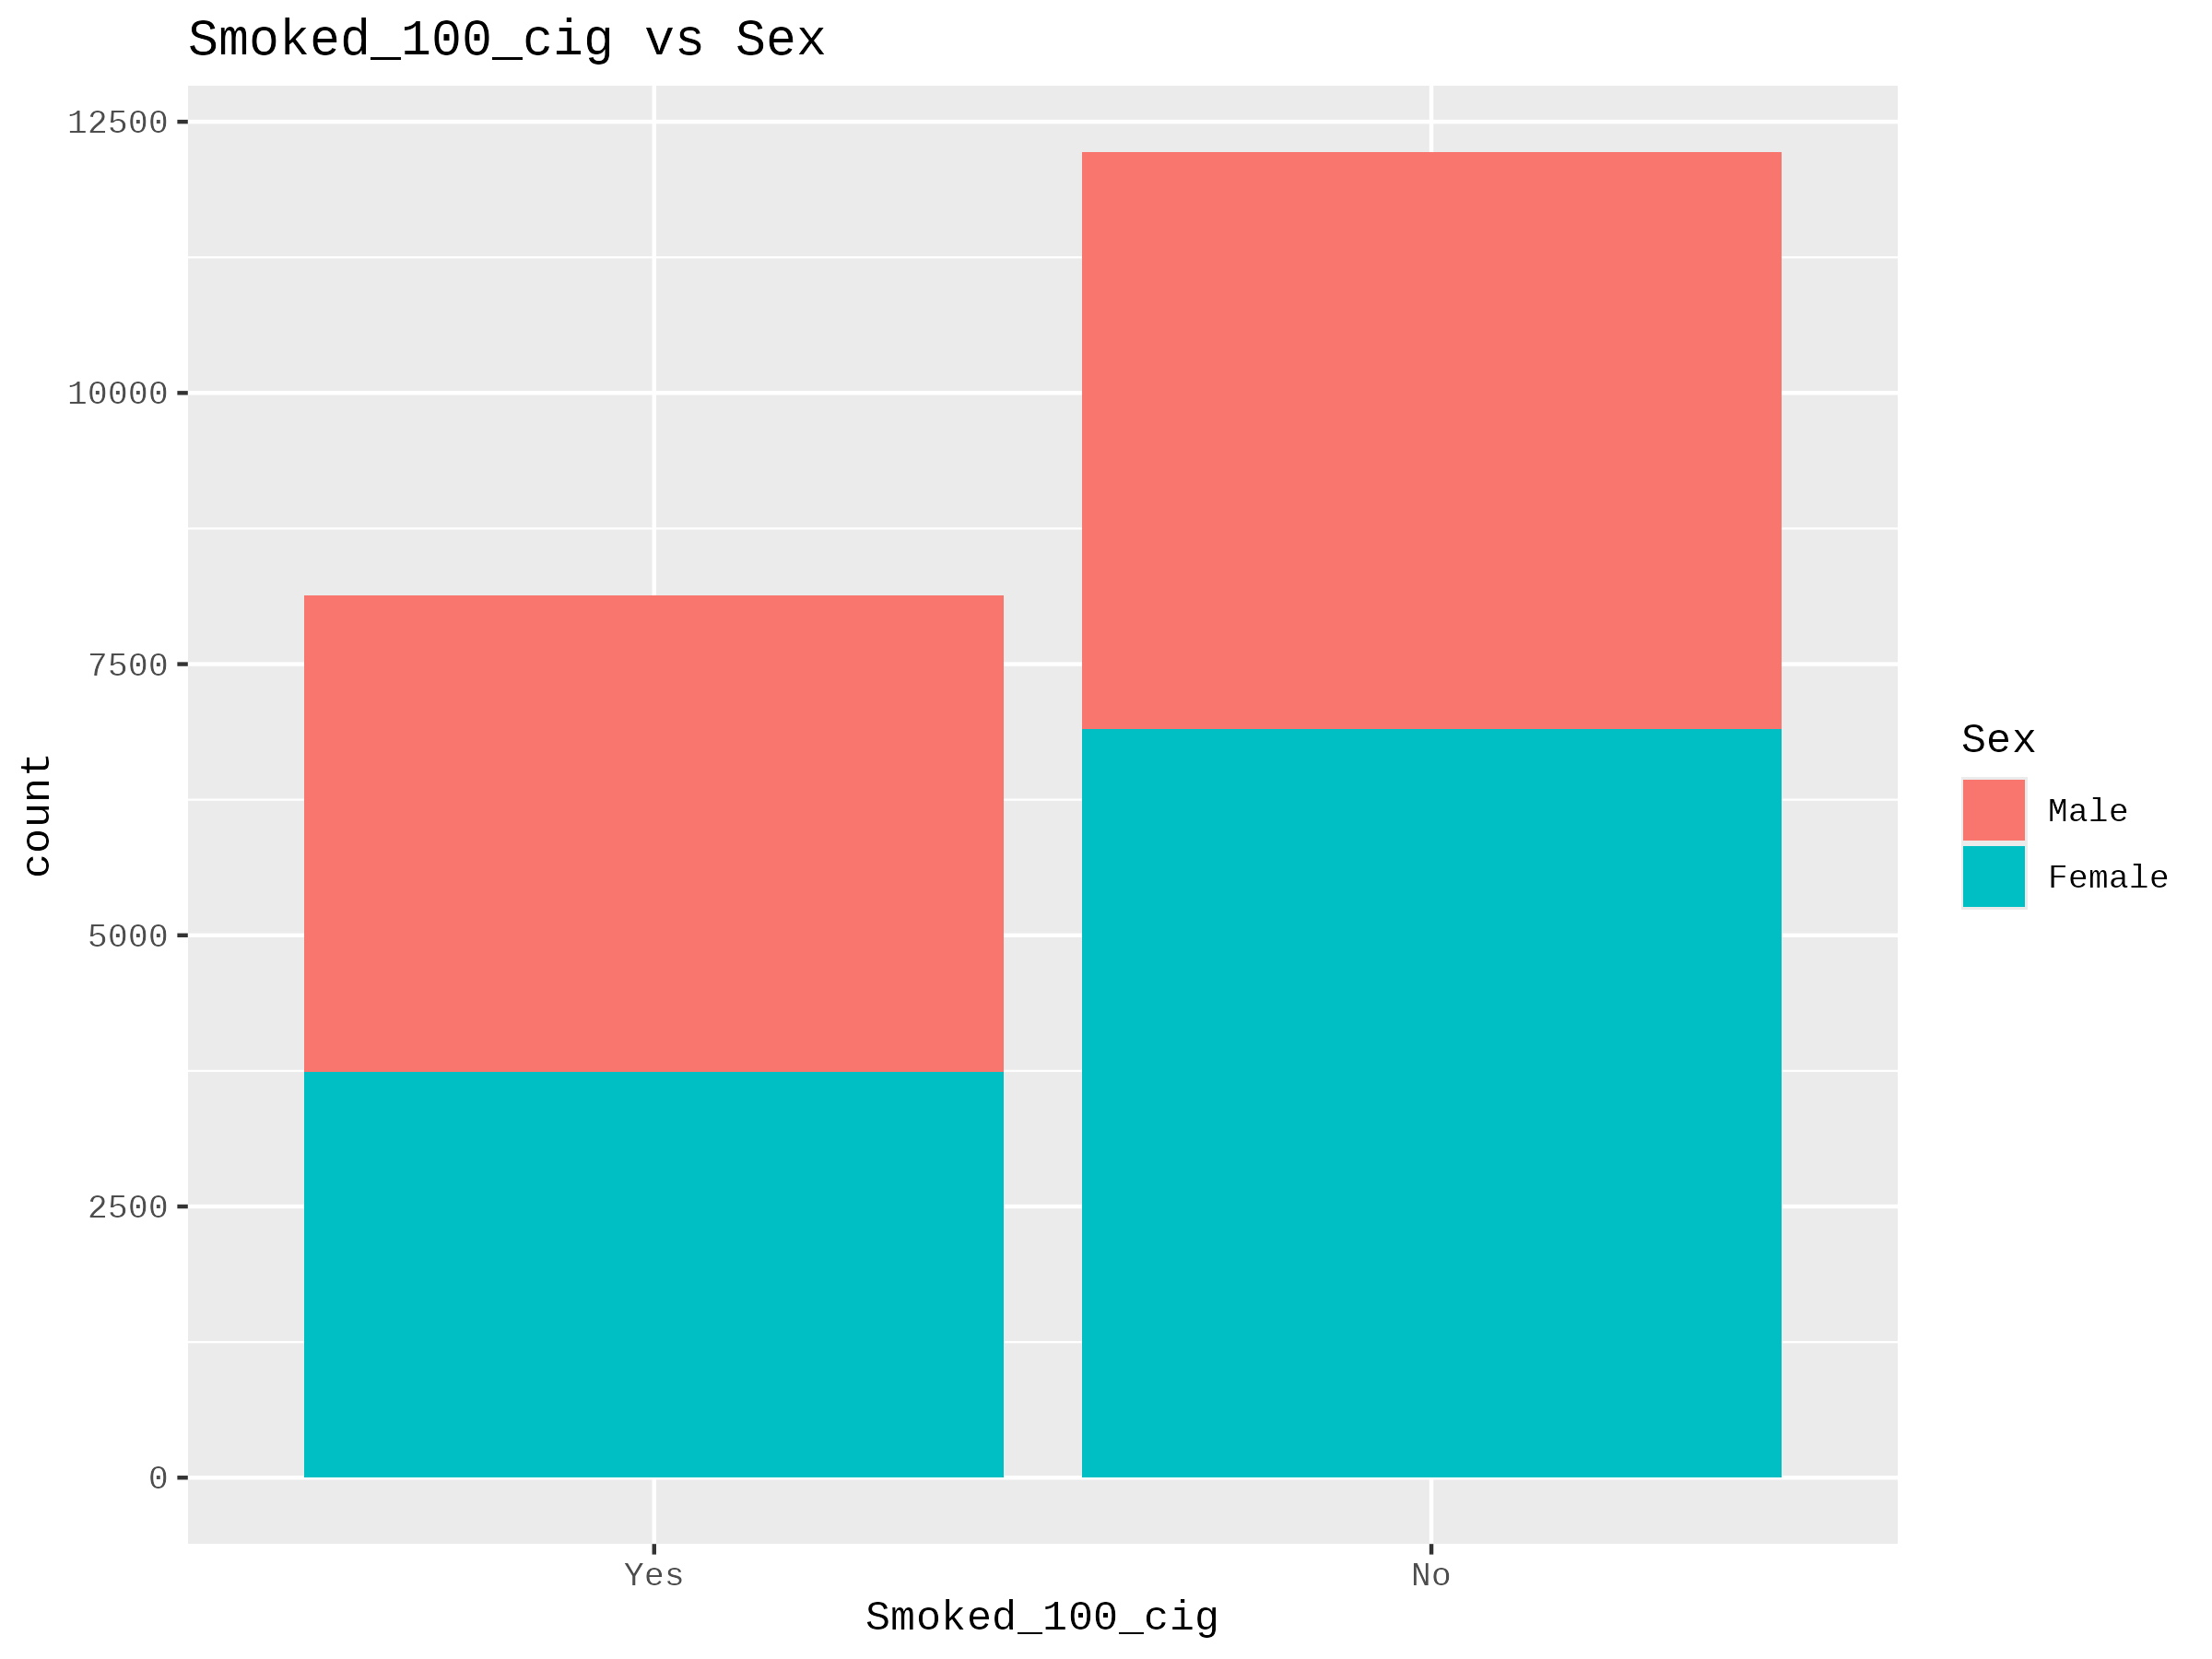 Smoked_100_cig vs Sex
12500
10000
7500
5000
2500
0
count
Yes
No
Smoked_100_cig
Sex
Male
Female